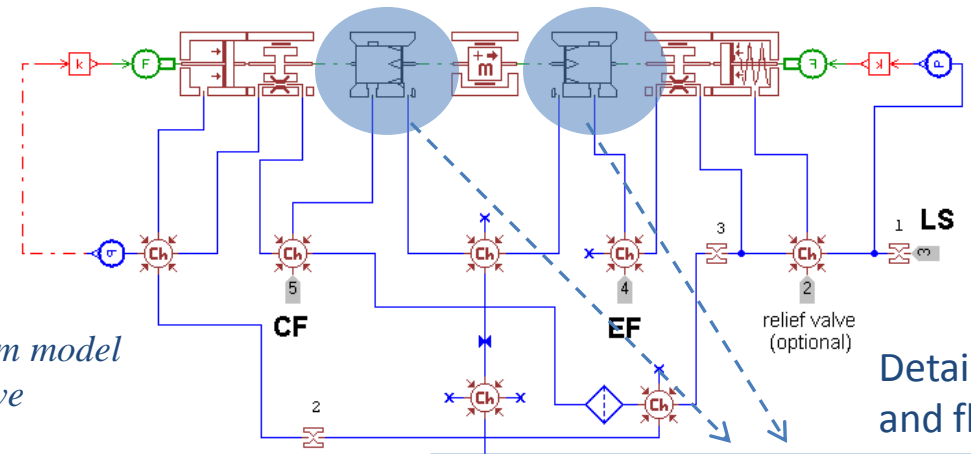 k F m F k p
3 1 LS
p Ch Ch Ch Ch Ch 3
5 4 2
CF EF relief valve
(optional)
m model
ve
2 Ch Ch
Detai
and fl